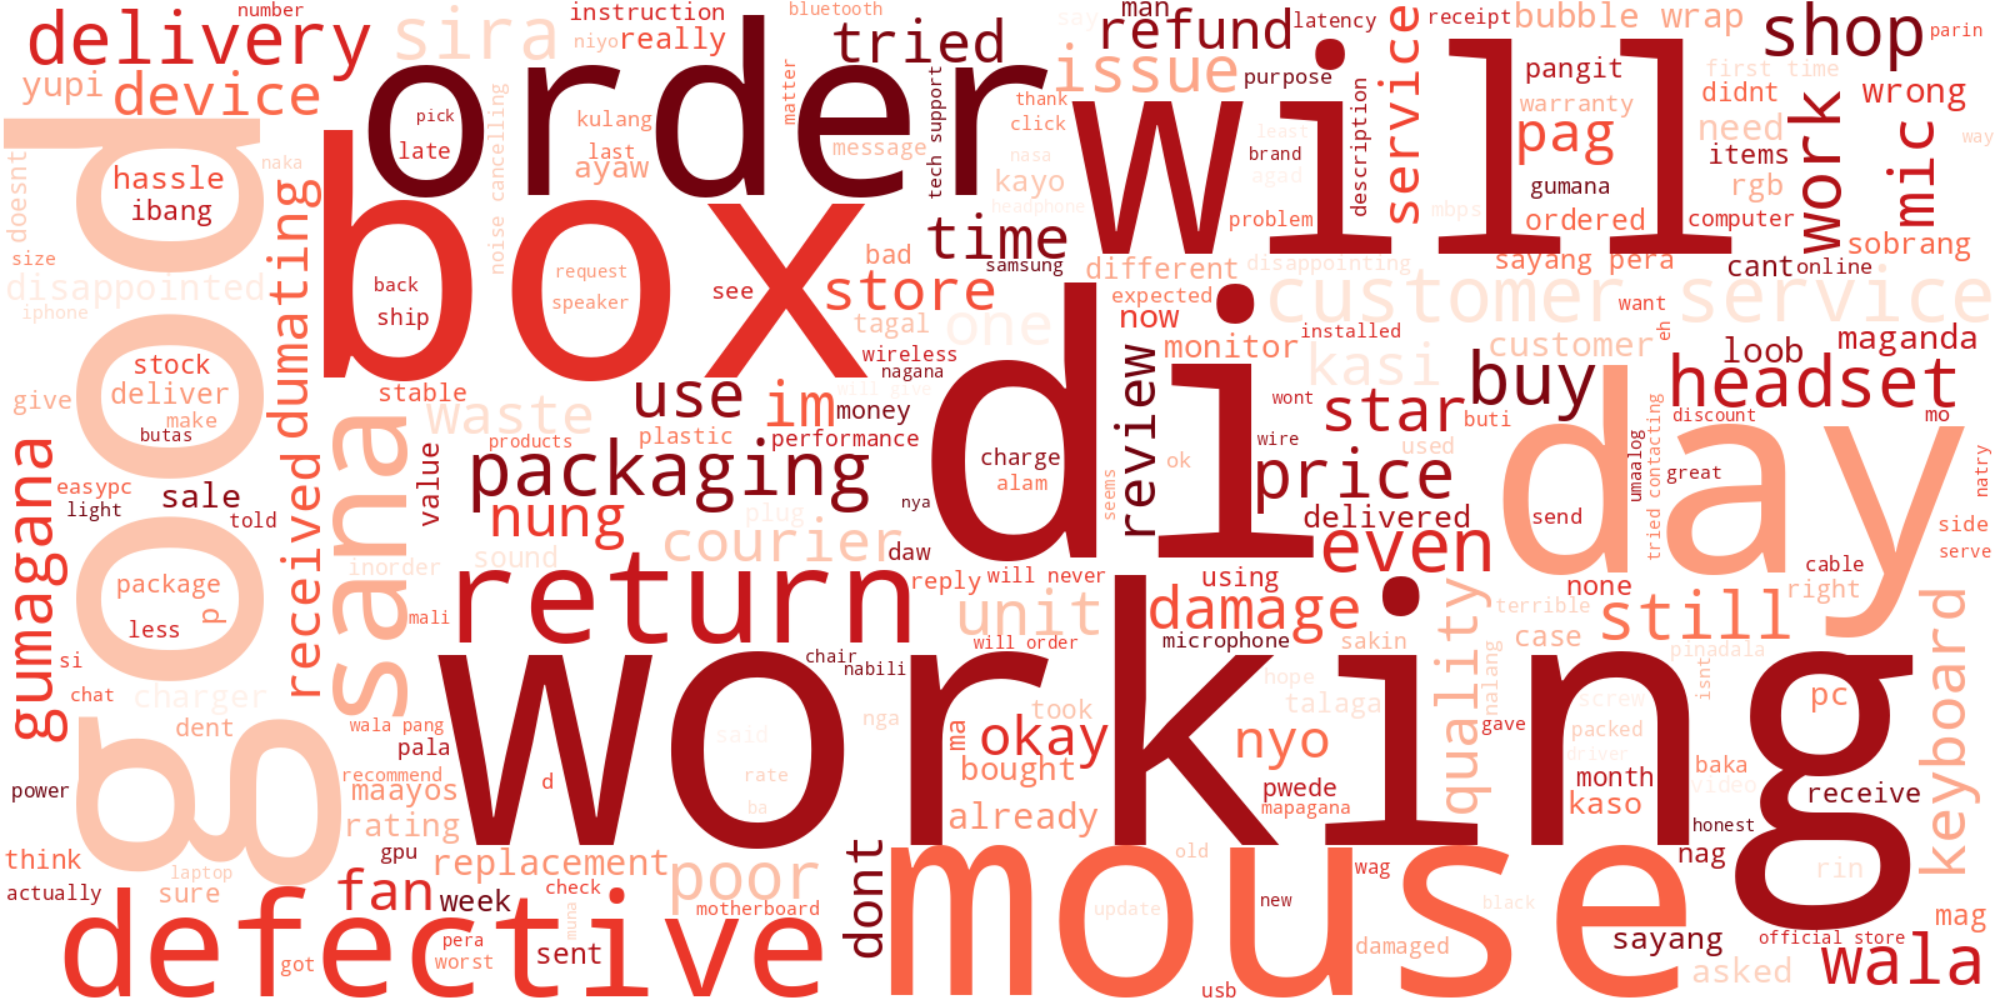 number
delivery
sira
instruction
niyo
really
bluetooth
tried
say
man
refund
latency
receipt
bubble wrap
shop
parin
yupi
device
order
issue
purpose
service
will
pangit
first time
wrong
pick
late
noise cancelling
kulang
last
ayaw
matter
message
tech support
thank
click
nasa
kayo
headphone
least
brand
agad
description
mbps
pag
warranty
gumana
ordered
didnt
need
items
rgb
computer
work
mic
way
sobrang
good
doesnt
hassle
ibang
naka
size
disappointed
iphone
dumating
received
box
back
ship
request
speaker
see
bad
time
samsung
problem
different
disappointing
sayang pera
cant
online
store
tagal
one
expected
now
customer service
want
installed
eh
stock
deliver
make
butas
give
stable
wireless
nagana
will give
di
monitor
kasi
customer
buy
loob
maganda
headset
discount
mo
sana
waste
use
im
money
products
plastic
performance
review
wont
star
buti
wire
used
day
great
umaalog
tried contacting
natry
gumagana
easypc
light
sale
told
value
packaging
nung
plug
nya
charge
alam
seems
ok
price
delivered
even
send
side
serve
cable
right
package
p
less
inorder
sound
courier
daw
reply
will never
using
none
mali
return
unit
will order
damage
microphone
sakin
quality
terrible
case
still
pinadala
isnt
keyboard
si
chat
charger
dent
wala pang
pala
working
chair
nabili
nga
said
rate
ba
d
took
ma
okay
bought
already
hope
talaga
nyo
pwede
mapagana
nalang
gave
screw
packed
driver
month
kaso
pc
baka
video
receive
honest
power
recommend
maayos
rating
think
actually
laptop
sure
gpu
replacement
fan
week
check
poor
motherboard
dont
mouse
old
update
wag
new
black
damaged
usb
nag
rin
sayang
official store
asked
mag
wala
defective
got
pera
worst
sent
muna